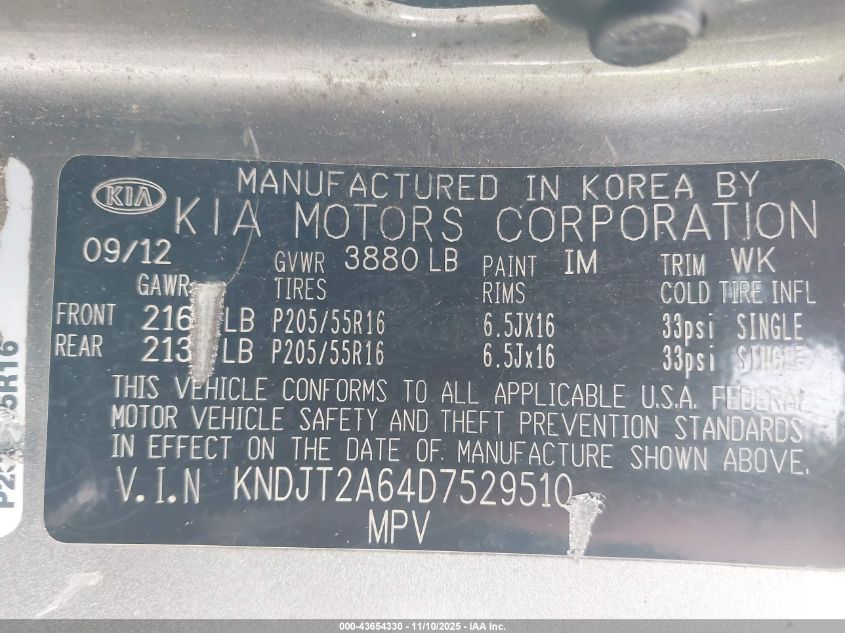 KIA
MANUFACTURED IN KOREA BY
KIA MOTORS CORPORATION
09/12 GVWR 3880 LB PAINT IM TRIM WK
GAWR TIRES RIMS COLD TIRE INFL
FRONT LB P205/55R16 6.5JX16 33psi SINGLE
REAR LB P205/55R16 6.5Jx16 33psi SINGLE
THIS VEHICLE CONFORMS TO ALL APPLICABLE U.S.A. FEDERAL
MOTOR VEHICLE SAFETY AND THEFT PREVENTION STANDARDS
IN EFFECT ON THE DATE OF MANUFACTURE SHOWN ABOVE.
V.I.N KNDJT2A64D7529510
MPV
000-43654330 - 11/10/2025 - IAA Inc.